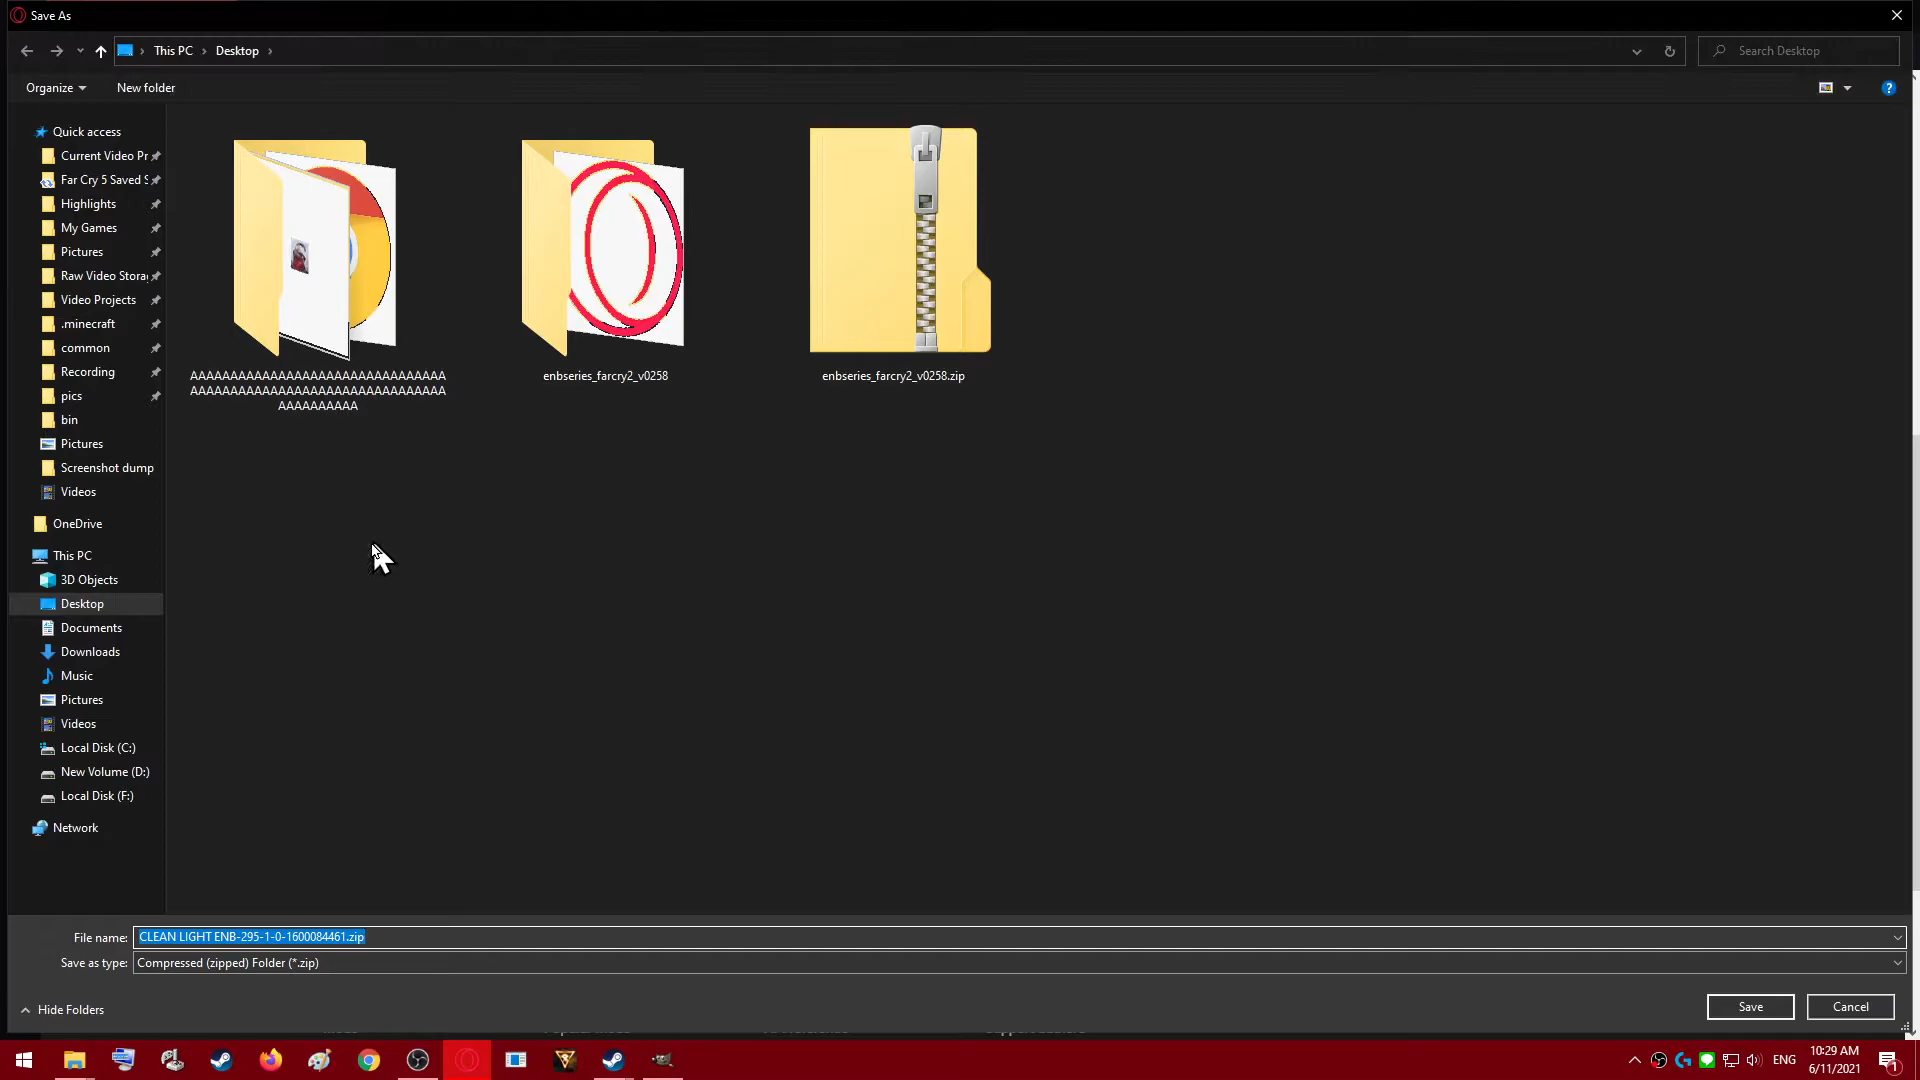 Save As
This PC
Desktop
Search Desktop
Organize
New folder
Quick access
Current Video Pr
Far Cry 5 Saved S
Highlights
My Games
Pictures
Raw Video Stora
Video Projects
.minecraft
common
Recording
pics
bin
Pictures
Screenshot dump
Videos
OneDrive
This PC
3D Objects
Desktop
Documents
Downloads
Music
Pictures
Videos
Local Disk (C:)
New Volume (D:)
Local Disk (F:)
Network
AAAAAAAAAAAAAAAAAAAAAAAAAAAAAAAA
AAAAAAAAAAAAAAAAAAAAAAAAAAAAAAAA
AAAAAAAAAA
enbseries_farcry2_v0258
enbseries_farcry2_v0258.zip
File name: CLEAN LIGHT ENB-295-1-0-1600084461.zip
Save as type: Compressed (zipped) Folder (*.zip)
Hide Folders
Save
Cancel
ENG
10:29 AM
6/11/2021
1